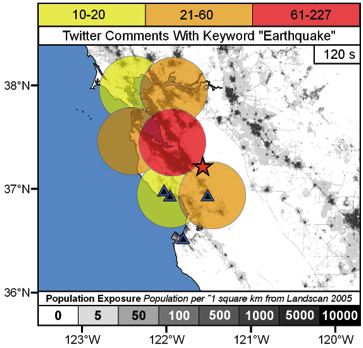 10-20 21-60 61-227
Twitter Comments With Keyword "Earthquake"
120 s
38°N
37°N
36°N
Population Exposure Population per ~1 square km from Landscan 2005
0 5 50 100 500 1000 5000 10000
123°W 122°W 121°W 120°W